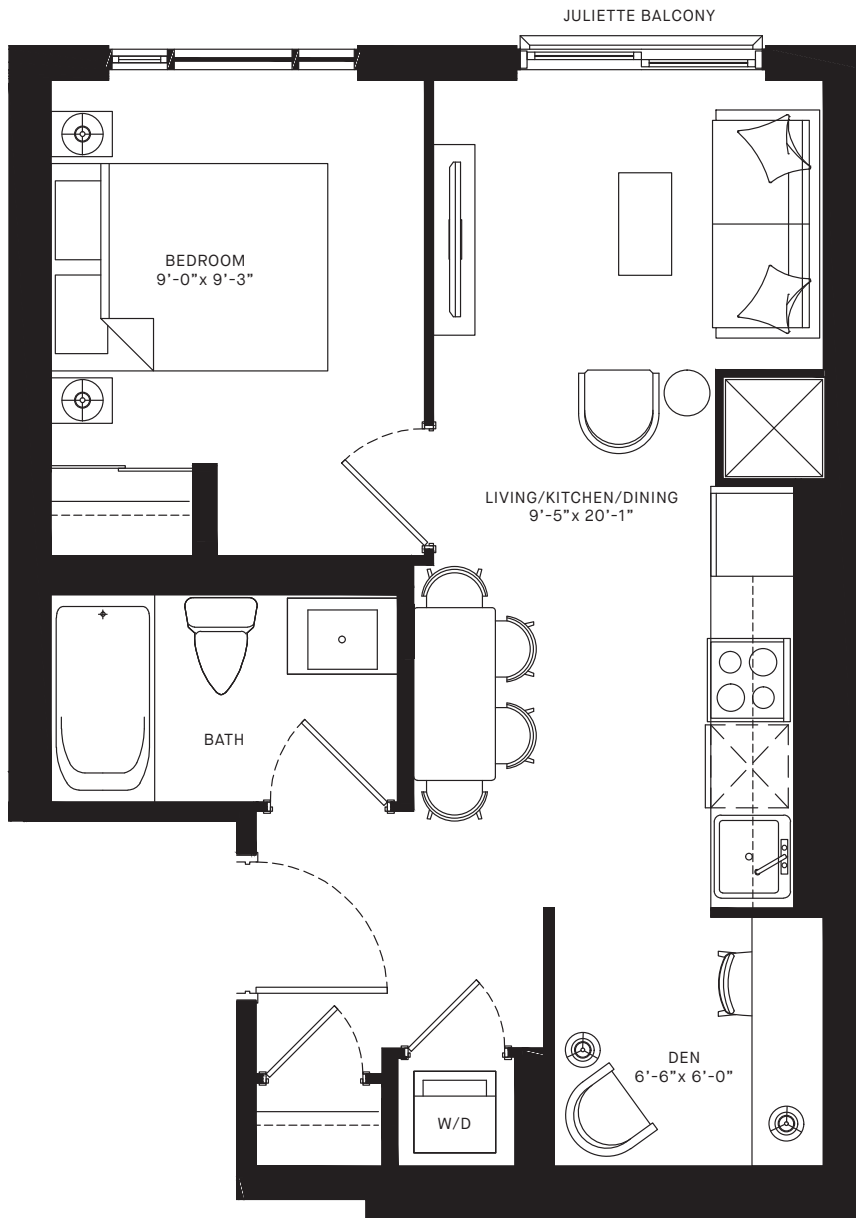 JULIETTE BALCONY
BEDROOM
9’-0”x 9’-3”
LIVING/KITCHEN/DINING
9’-5”x 20’-1”
BATH
DEN
6’-6”x 6’-0”
W/D